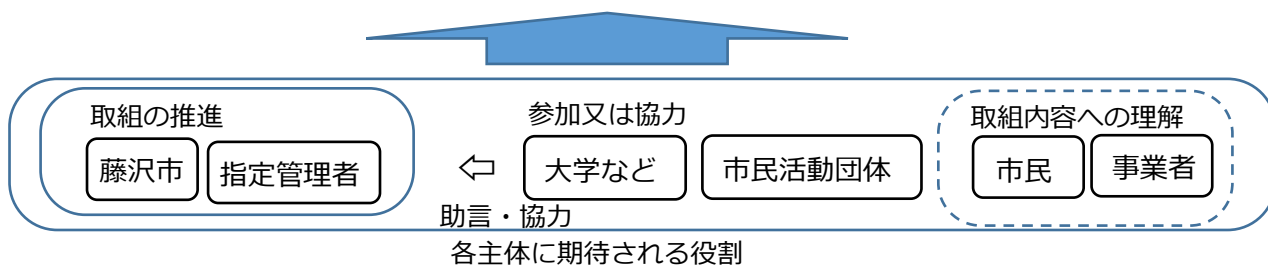 取組の推進
藤沢市
指定管理者
⇦
助言・協力
参加又は協力
大学など
市民活動団体
取組内容への理解
市民
事業者
各主体に期待される役割